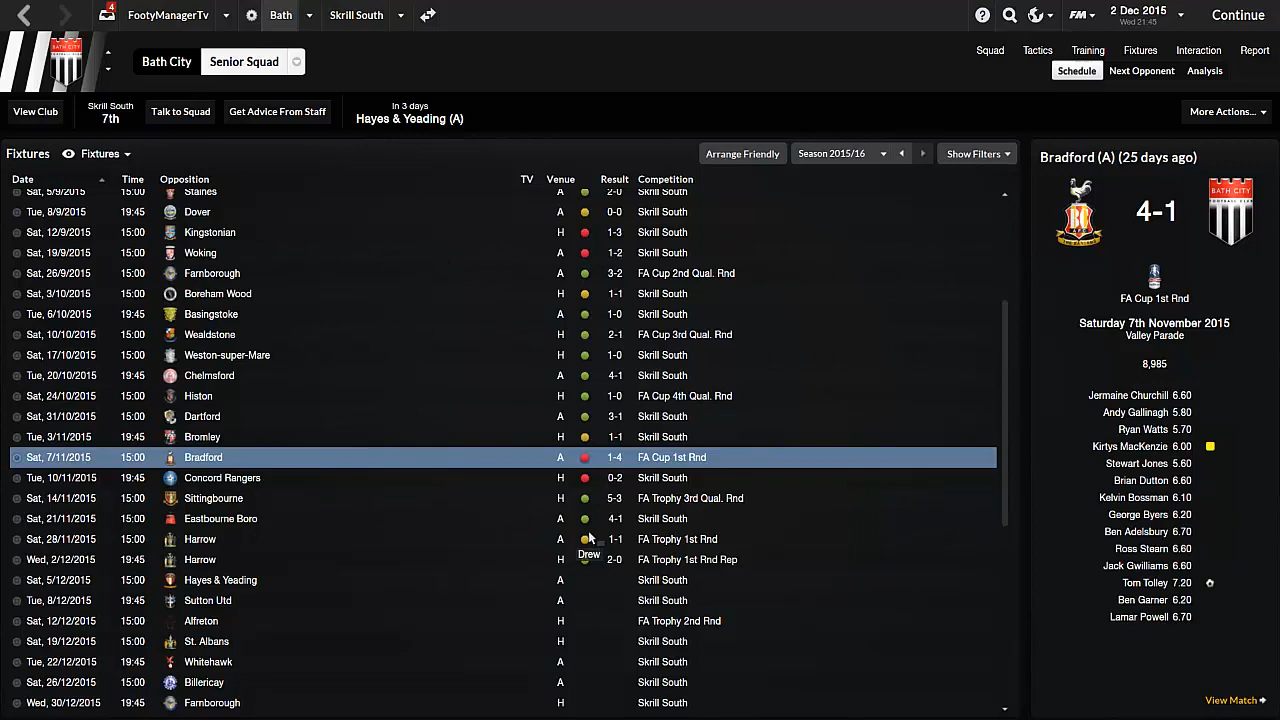 4 FootyManagerTv Bath Skrill South FM 2 Dec 2015 Wed 21:45 Continue
BATH CITY Bath City Senior Squad Squad Tactics Training Fixtures Interaction Report
Schedule Next Opponent Analysis
View Club Skrill South 7th Talk to Squad Get Advice From Staff In 3 days Hayes & Yeading (A) More Actions...
Fixtures Fixtures Arrange Friendly Season 2015/16 Show Filters
Date Time Opposition TV Venue Result Competition
Sat, 5/9/2015 15:00 Staines A 2-0 Skrill South
Tue, 8/9/2015 19:45 Dover A 0-0 Skrill South
Sat, 12/9/2015 15:00 Kingstonian H 1-3 Skrill South
Sat, 19/9/2015 15:00 Woking A 1-2 Skrill South
Sat, 26/9/2015 15:00 Farnborough A 3-2 FA Cup 2nd Qual. Rnd
Sat, 3/10/2015 15:00 Boreham Wood H 1-1 Skrill South
Tue, 6/10/2015 19:45 Basingstoke A 1-0 Skrill South
Sat, 10/10/2015 15:00 Wealdstone H 2-1 FA Cup 3rd Qual. Rnd
Sat, 17/10/2015 15:00 Weston-super-Mare H 1-0 Skrill South
Tue, 20/10/2015 19:45 Chelmsford A 4-1 Skrill South
Sat, 24/10/2015 15:00 Histon H 1-0 FA Cup 4th Qual. Rnd
Sat, 31/10/2015 15:00 Dartford A 3-1 Skrill South
Tue, 3/11/2015 19:45 Bromley H 1-1 Skrill South
Sat, 7/11/2015 15:00 Bradford A 1-4 FA Cup 1st Rnd
Tue, 10/11/2015 19:45 Concord Rangers H 0-2 Skrill South
Sat, 14/11/2015 15:00 Sittingbourne H 5-3 FA Trophy 3rd Qual. Rnd
Sat, 21/11/2015 15:00 Eastbourne Boro A 4-1 Skrill South
Sat, 28/11/2015 15:00 Harrow A 1-1 FA Trophy 1st Rnd
Drew
Wed, 2/12/2015 19:45 Harrow H 2-0 FA Trophy 1st Rnd Rep
Sat, 5/12/2015 15:00 Hayes & Yeading A Skrill South
Tue, 8/12/2015 19:45 Sutton Utd A Skrill South
Sat, 12/12/2015 15:00 Alfreton H FA Trophy 2nd Rnd
Sat, 19/12/2015 15:00 St. Albans H Skrill South
Tue, 22/12/2015 19:45 Whitehawk A Skrill South
Sat, 26/12/2015 15:00 Billericay A Skrill South
Wed, 30/12/2015 19:45 Farnborough H Skrill South
Bradford (A) (25 days ago)
4-1
BATH CITY
FA Cup 1st Rnd
Saturday 7th November 2015
Valley Parade
8,985
Jermaine Churchill 6.60
Andy Gallinagh 5.80
Ryan Watts 5.70
Kirtys MacKenzie 6.00
Stewart Jones 5.60
Brian Dutton 6.60
Kelvin Bossman 6.10
George Byers 6.20
Ben Adelsbury 6.70
Ross Stearn 6.60
Jack Gwilliams 6.60
Tom Tolley 7.20
Ben Garner 6.20
Lamar Powell 6.70
View Match